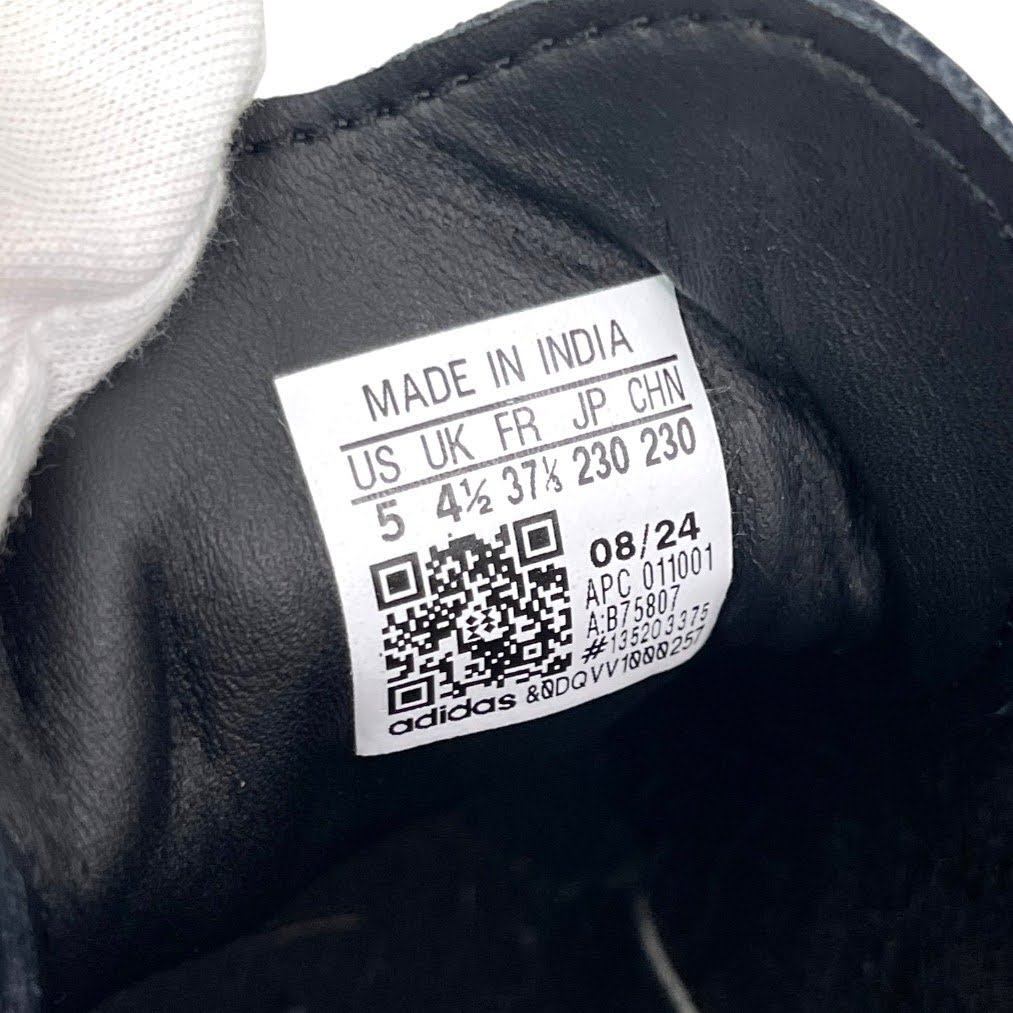 MADE IN INDIA
US UK FR JP CHN
5 4½ 37⅓ 230 230
08/24
APC 011001
A:B75807
#135203375
adidas &0DQVV1000257